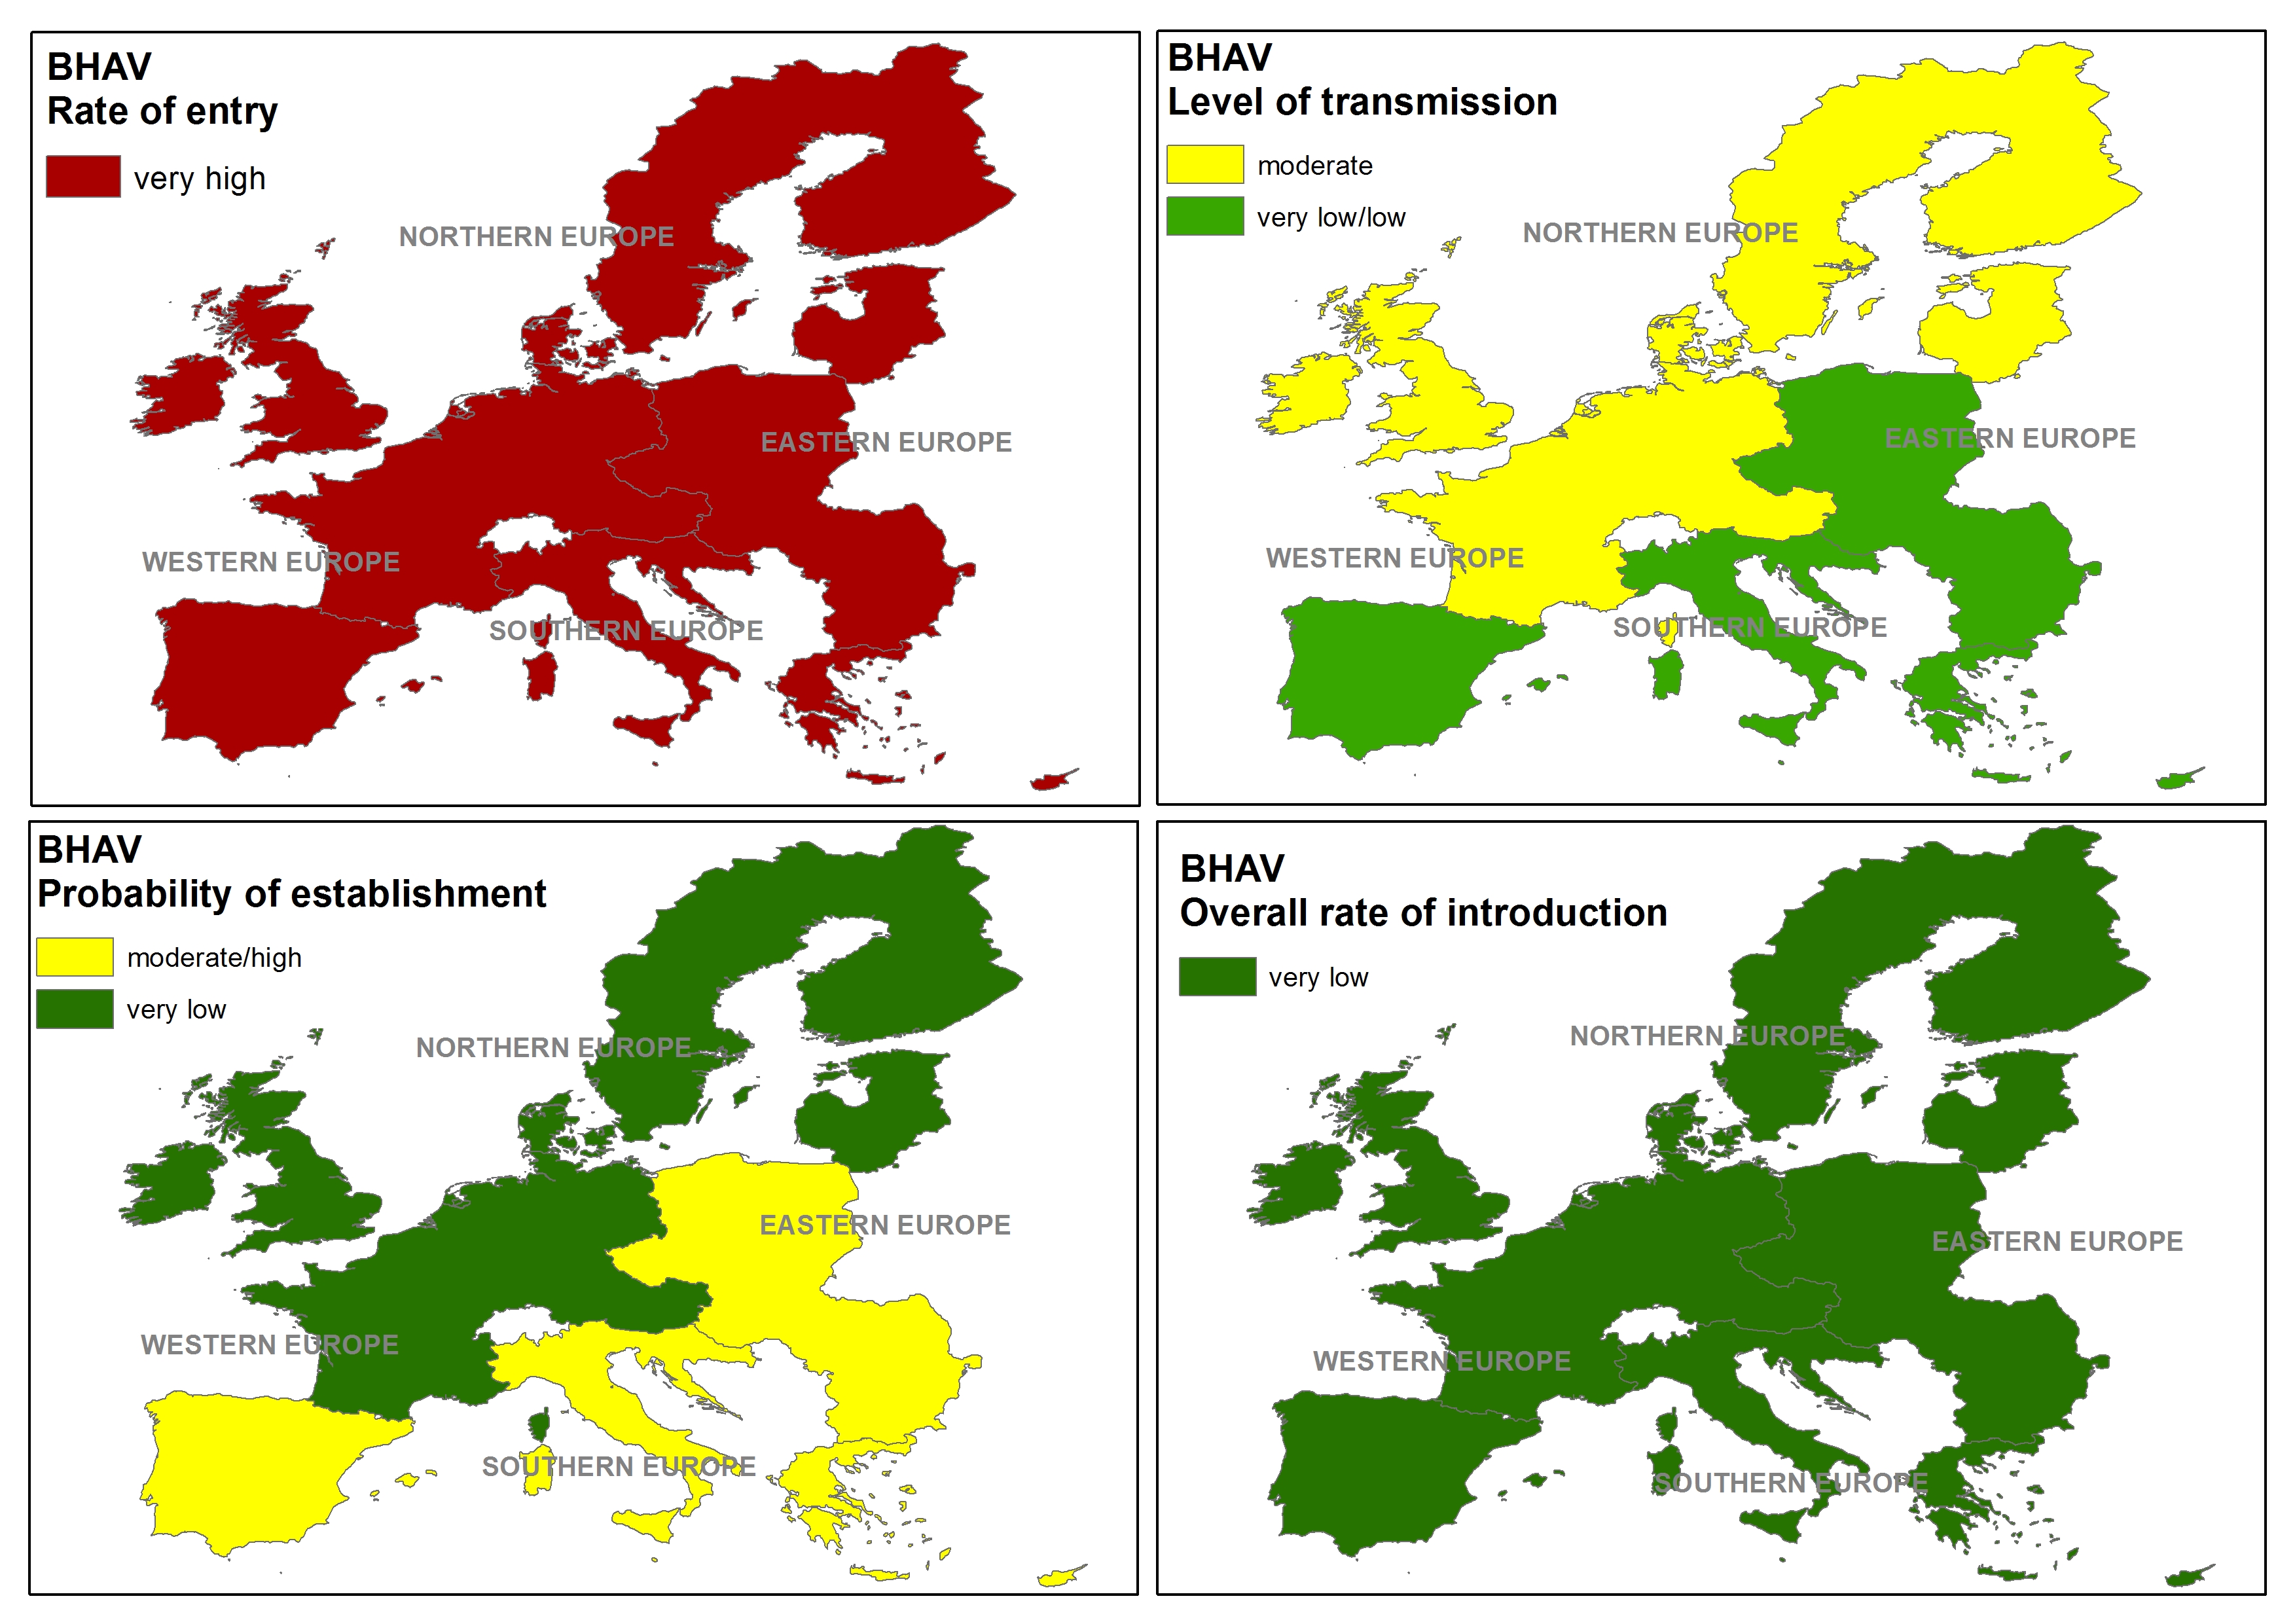 BHAV
Rate of entry
very high
NORTHERN EUROPE
EASTERN EUROPE
WESTERN EUROPE
SOUTHERN EUROPE
BHAV
Level of transmission
moderate
very low/low
NORTHERN EUROPE
EASTERN EUROPE
WESTERN EUROPE
SOUTHERN EUROPE
BHAV
Probability of establishment
moderate/high
very low
NORTHERN EUROPE
EASTERN EUROPE
WESTERN EUROPE
SOUTHERN EUROPE
BHAV
Overall rate of introduction
very low
NORTHERN EUROPE
EASTERN EUROPE
WESTERN EUROPE
SOUTHERN EUROPE